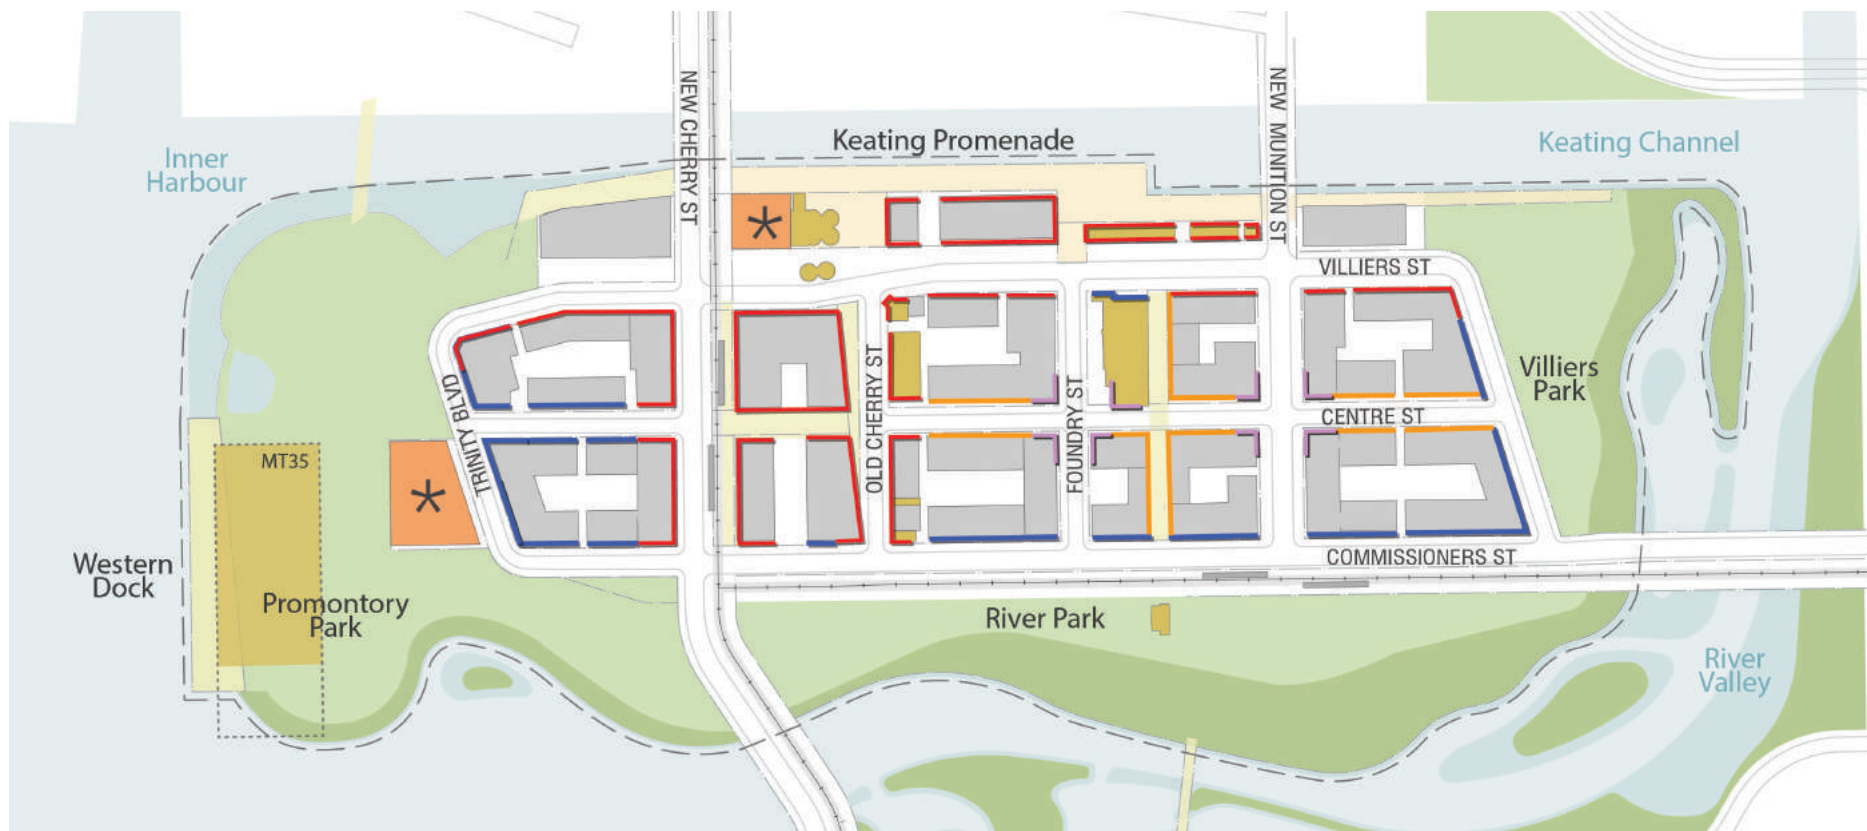 NEW CHERRY ST
NEW MUNITION ST
Keating Promenade
Keating Channel
Inner
Harbour
VILLIERS ST
TRINITY BLVD
OLD CHERRY ST
FOUNDRY ST
Villiers
Park
CENTRE ST
MT35
COMMISSIONERS ST
Western
Dock
Promontory
Park
River Park
River
Valley